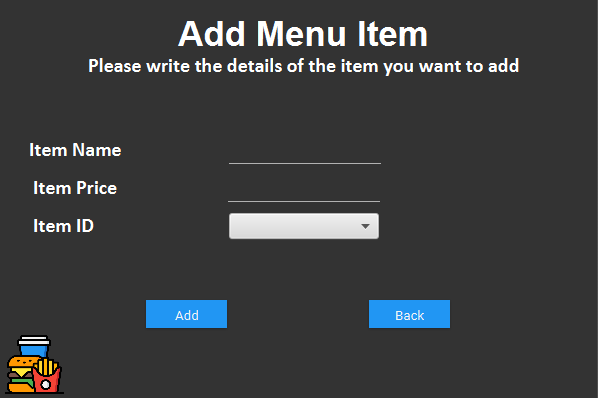 Add Menu Item
Please write the details of the item you want to add
Item Name
Item Price
Item ID
Add
Back